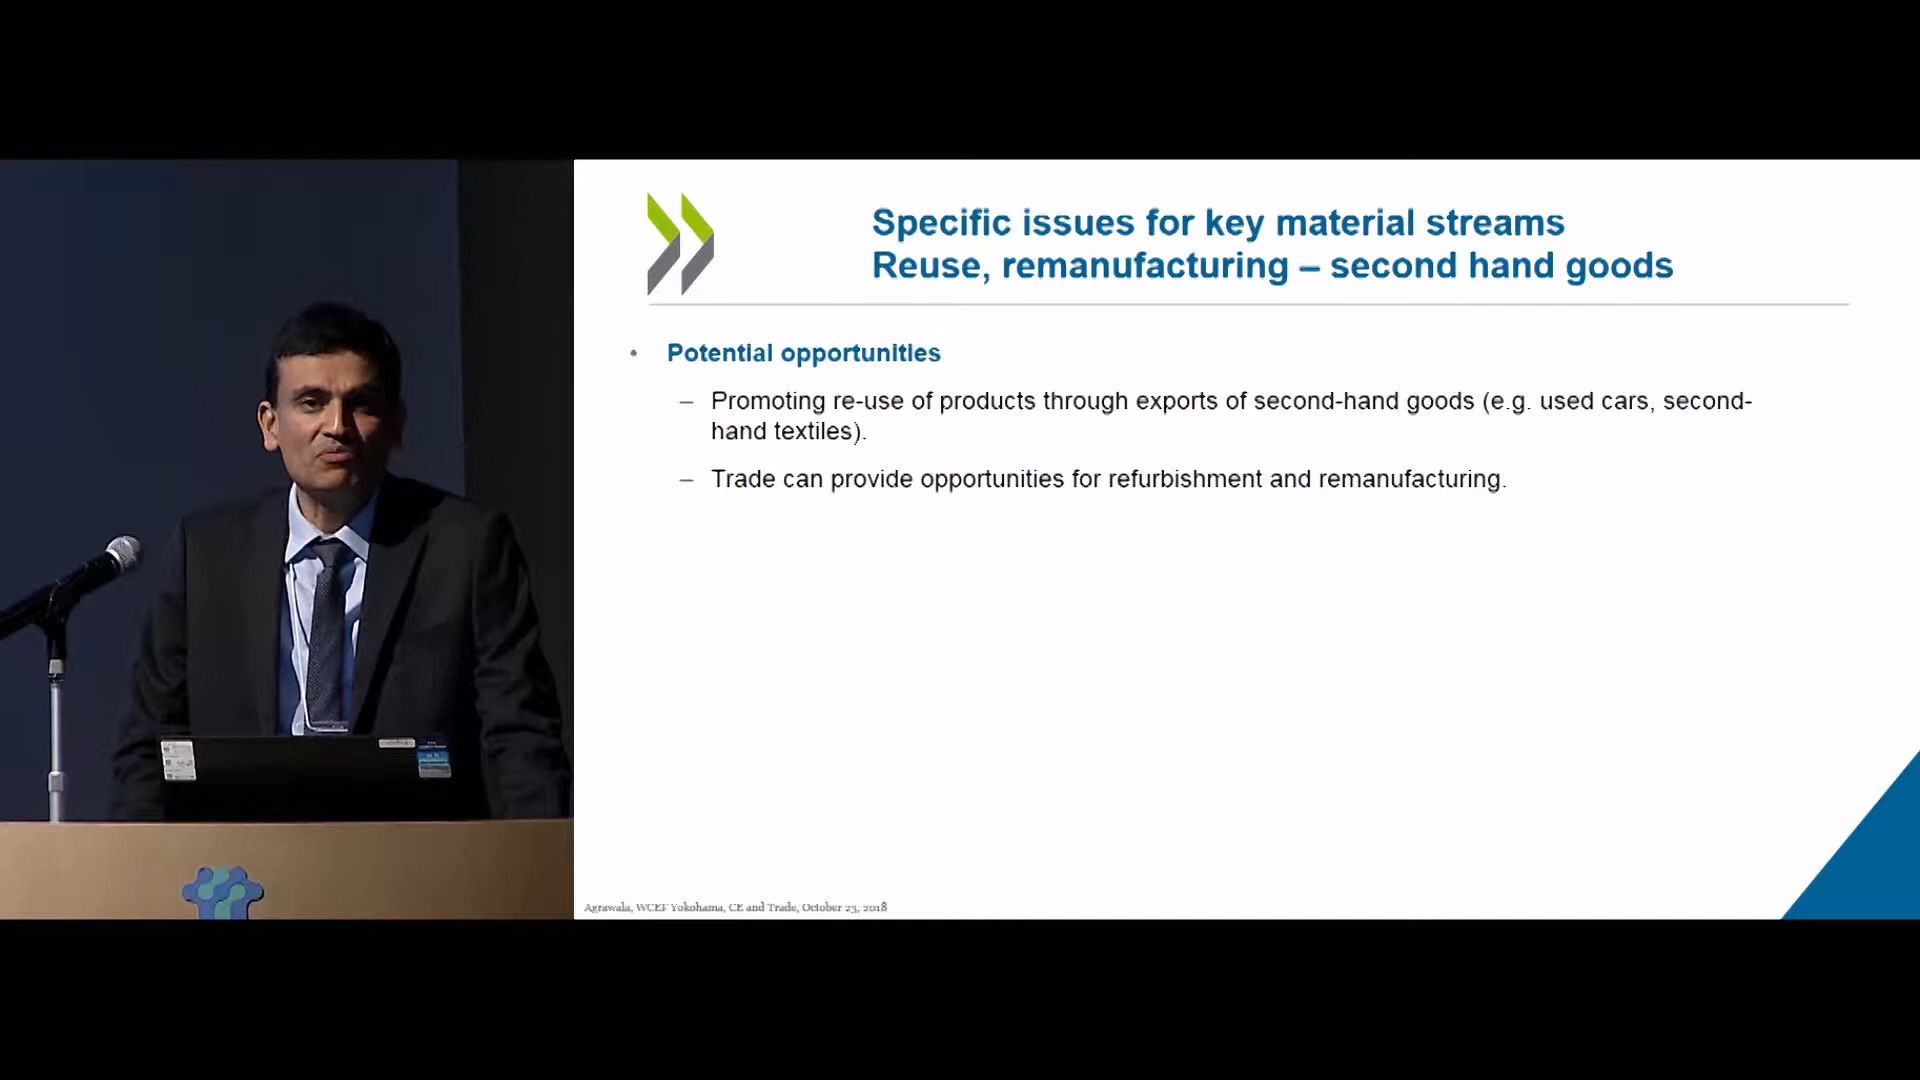 Specific issues for key material streams
Reuse, remanufacturing – second hand goods
• Potential opportunities
– Promoting re-use of products through exports of second-hand goods (e.g. used cars, second-
hand textiles).
– Trade can provide opportunities for refurbishment and remanufacturing.
Agrawala, WCEF Yokohama, CE and Trade, October 23, 2018